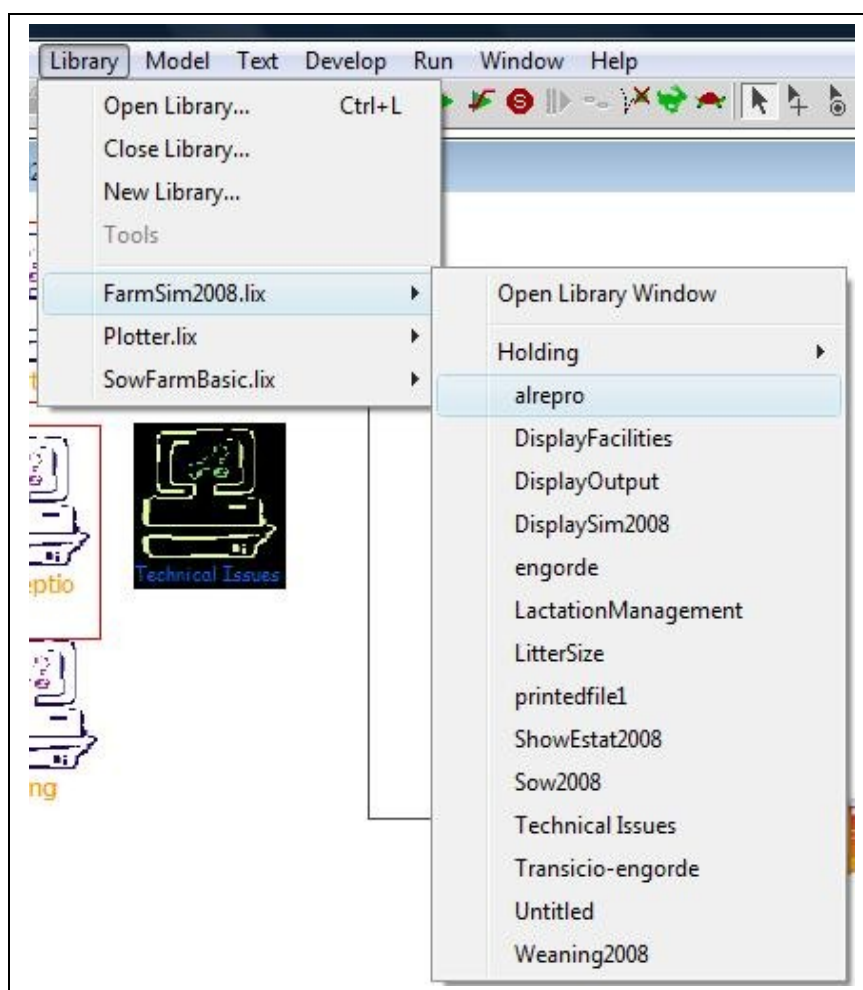 Library Model Text Develop Run Window Help
Open Library... Ctrl+L
Close Library...
New Library...
Tools
FarmSim2008.lix
Plotter.lix
SowFarmBasic.lix
Open Library Window
Holding
alrepro
DisplayFacilities
DisplayOutput
DisplaySim2008
engorde
LactationManagement
LitterSize
printedfile1
ShowEstat2008
Sow2008
Technical Issues
Transicio-engorde
Untitled
Weaning2008
Technical Issues
eptio
ng